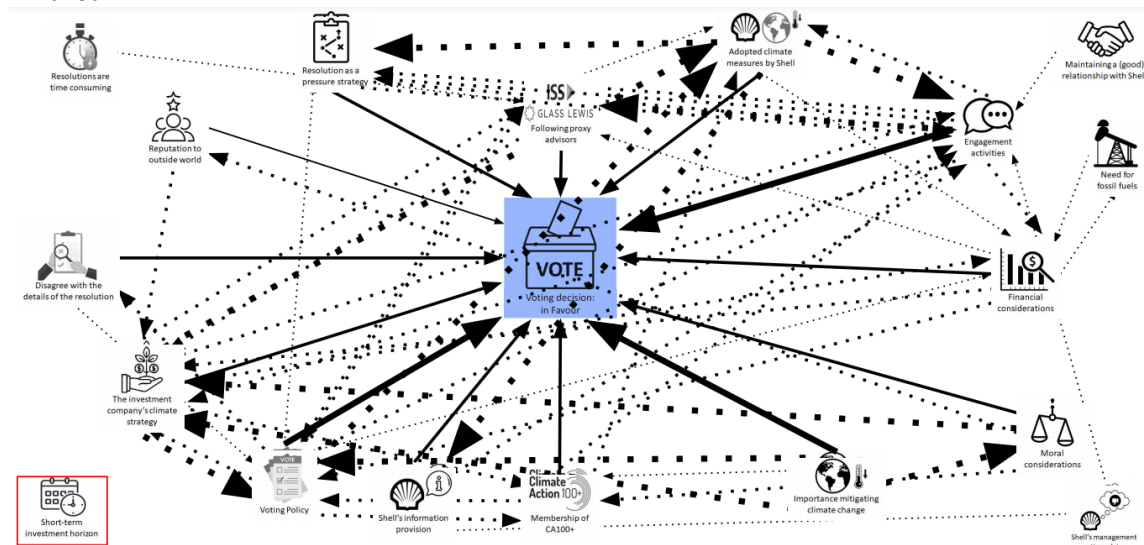 Resolutions are
time consuming
Resolution as a
pressure strategy
ISS
GLASS LEWIS
Following proxy
advisors
Adopted climate
measures by Shell
Maintaining a (good)
relationship with Shell
Reputation to
outside world
Engagement
activities
Need for
fossil fuels
VOTE
Voting decision:
in Favour
Disagree with the
details of the resolution
Financial
considerations
The investment
company's climate
strategy
Moral
considerations
Short-term
investment horizon
VOTE
Voting Policy
Shell's information
provision
Climate
Action 100+
Membership of
CA100+
Importance mitigating
climate change
Shell's management